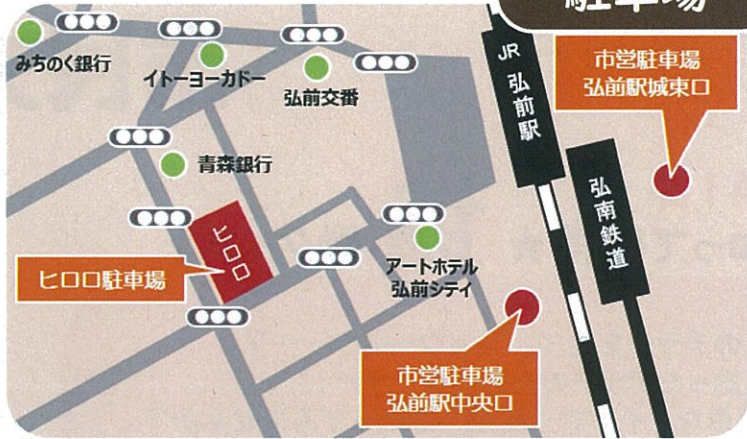 駐車場
みちのく銀行
イトーヨーカドー
弘前交番
JR 弘前駅
市営駐車場
弘前駅城東口
青森銀行
弘南鉄道
ヒロロ
アートホテル
弘前シティ
ヒロロ駐車場
市営駐車場
弘前駅中央口